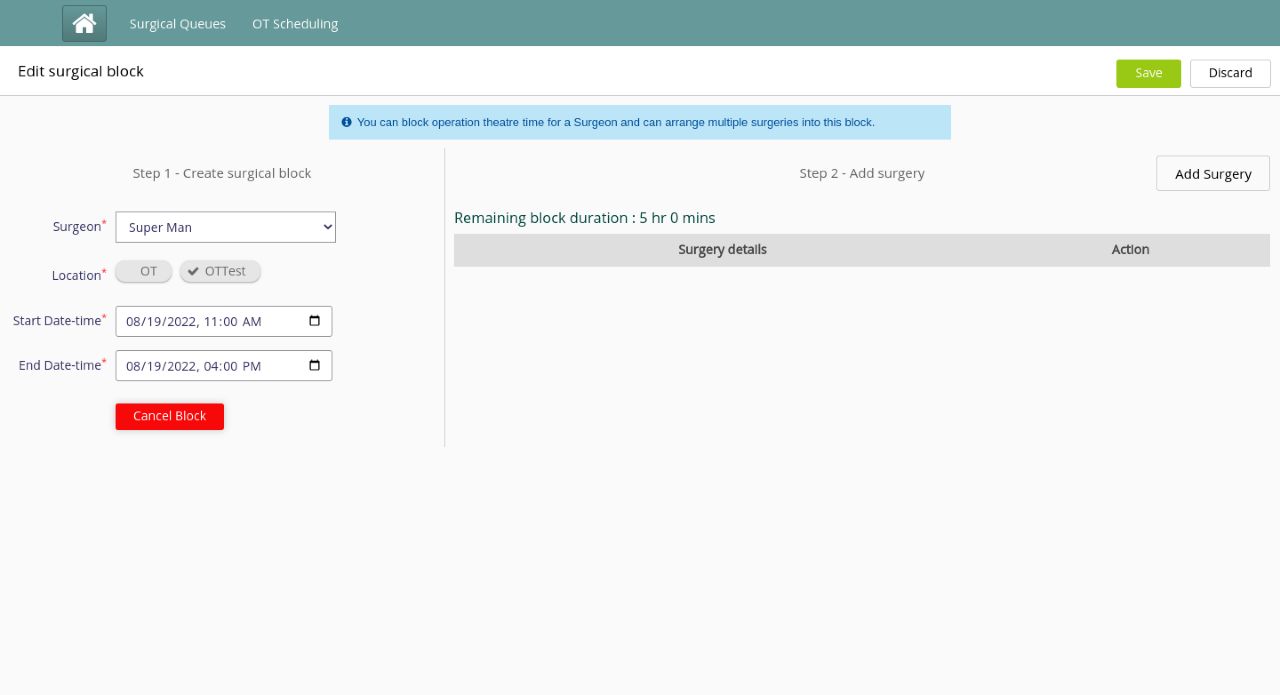 Surgical Queues OT Scheduling
Edit surgical block Save Discard
You can block operation theatre time for a Surgeon and can arrange multiple surgeries into this block.
Step 1 - Create surgical block
Surgeon* Super Man
Location* OT OTTest
Start Date-time* 08/19/2022, 11:00 AM
End Date-time* 08/19/2022, 04:00 PM
Cancel Block
Step 2 - Add surgery Add Surgery
Remaining block duration : 5 hr 0 mins
Surgery details Action